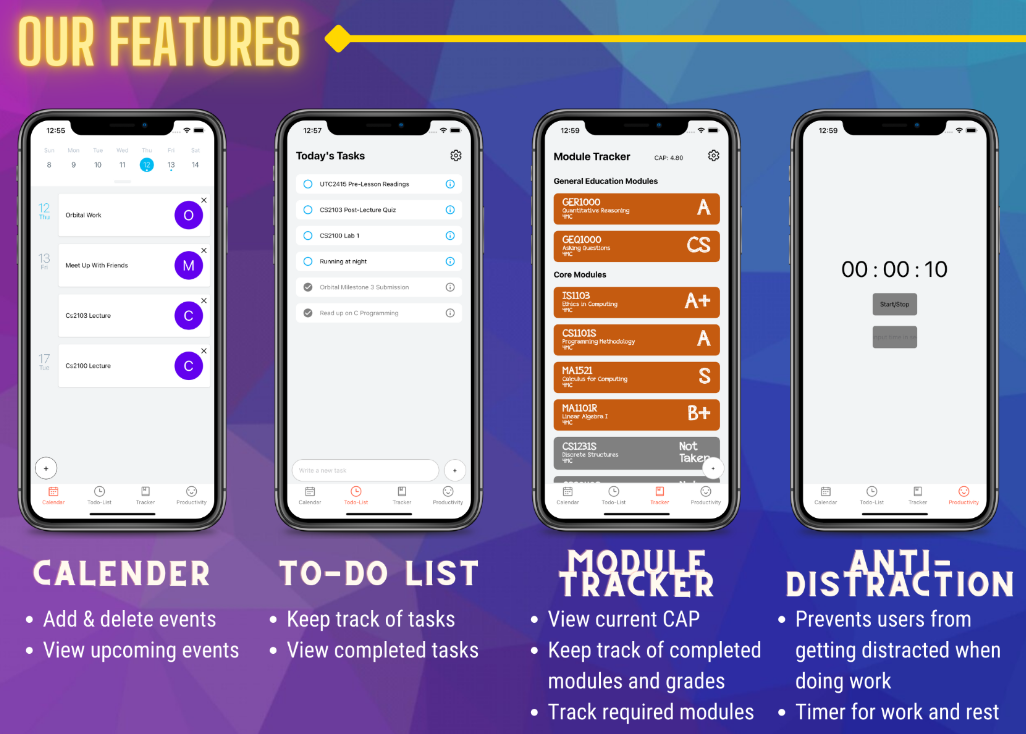 OUR FEATURES
12:55
Sun Mon Tue Wed Thu Fri Sat
8 9 10 11 12 13 14
12
Thu
Orbital Work
O
13
Fri
Meet Up With Friends
M
Cs2103 Lecture
C
17
Tue
Cs2100 Lecture
C
+
Calendar Todo-List Tracker Productivity
12:57
Today's Tasks
UTC2415 Pre-Lesson Readings
CS2103 Post-Lecture Quiz
CS2100 Lab 1
Running at night
Orbital Milestone 3 Submission
Read up on C Programming
Write a new task
+
Calendar Todo-List Tracker Productivity
12:59
Module Tracker CAP: 4.80
General Education Modules
GER1000
Quantitative Reasoning
4MC
A
GEQ1000
Asking Questions
4MC
CS
Core Modules
IS1103
Ethics in Computing
4MC
A+
CS1101S
Programming Methodology
4MC
A
MA1521
Calculus for Computing
4MC
S
MA1101R
Linear Algebra I
4MC
B+
CS1231S
Discrete Structures
4MC
Not
Taken
+
Calendar Todo-List Tracker Productivity
12:59
00 : 00 : 10
Start/Stop
Calendar Todo-List Tracker Productivity
CALENDER
• Add & delete events
• View upcoming events
TO-DO LIST
• Keep track of tasks
• View completed tasks
MODULE
TRACKER
• View current CAP
• Keep track of completed
modules and grades
• Track required modules
ANTI-
DISTRACTION
• Prevents users from
getting distracted when
doing work
• Timer for work and rest